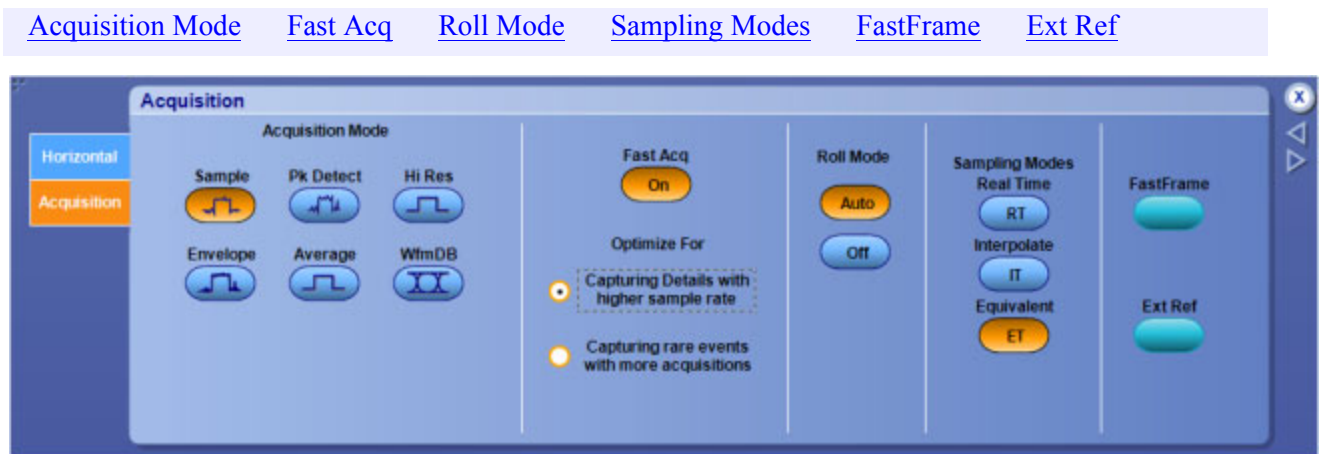 Acquisition Mode Fast Acq Roll Mode Sampling Modes FastFrame Ext Ref
Acquisition
X
Horizontal
Acquisition
Acquisition Mode
Sample Pk Detect Hi Res
Envelope Average WfmDB
Fast Acq
On
Optimize For
Capturing Details with
higher sample rate
Capturing rare events
with more acquisitions
Roll Mode
Auto
Off
Sampling Modes
Real Time
RT
Interpolate
IT
Equivalent
ET
FastFrame
Ext Ref